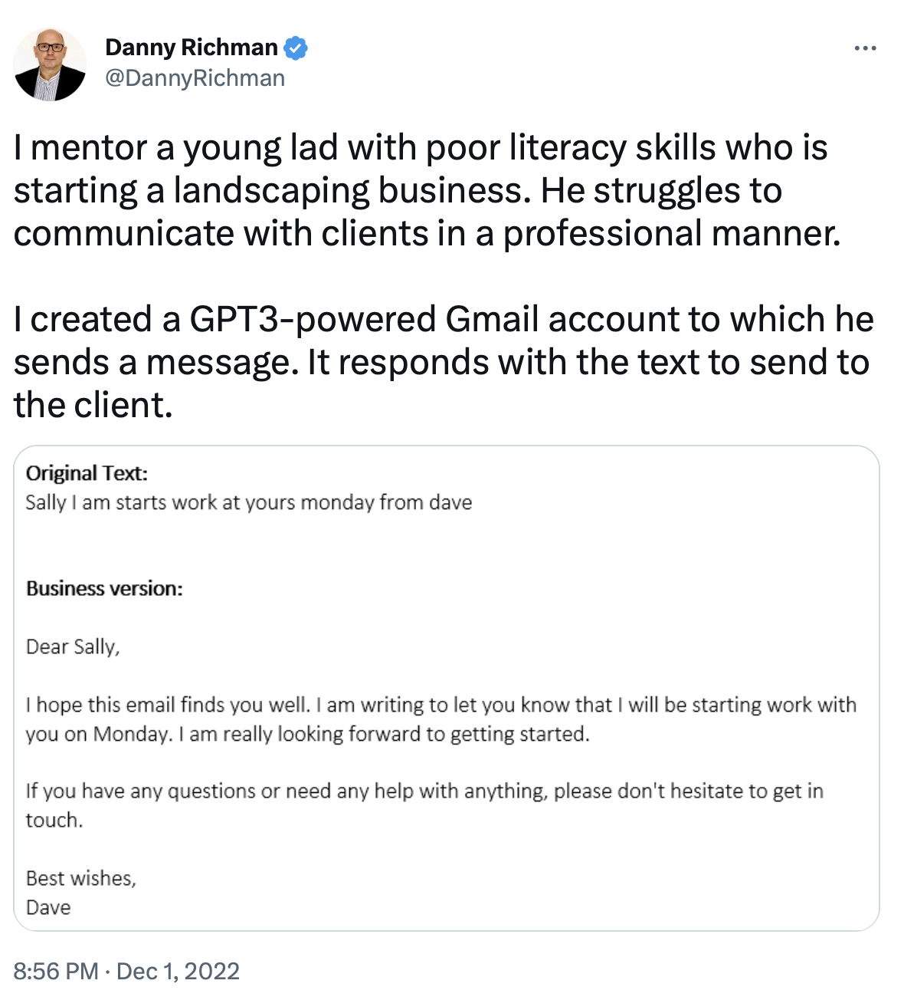 Danny Richman
@DannyRichman
I mentor a young lad with poor literacy skills who is
starting a landscaping business. He struggles to
communicate with clients in a professional manner.
I created a GPT3-powered Gmail account to which he
sends a message. It responds with the text to send to
the client.
Original Text:
Sally I am starts work at yours monday from dave
Business version:
Dear Sally,
I hope this email finds you well. I am writing to let you know that I will be starting work with
you on Monday. I am really looking forward to getting started.
If you have any questions or need any help with anything, please don't hesitate to get in
touch.
Best wishes,
Dave
8:56 PM · Dec 1, 2022